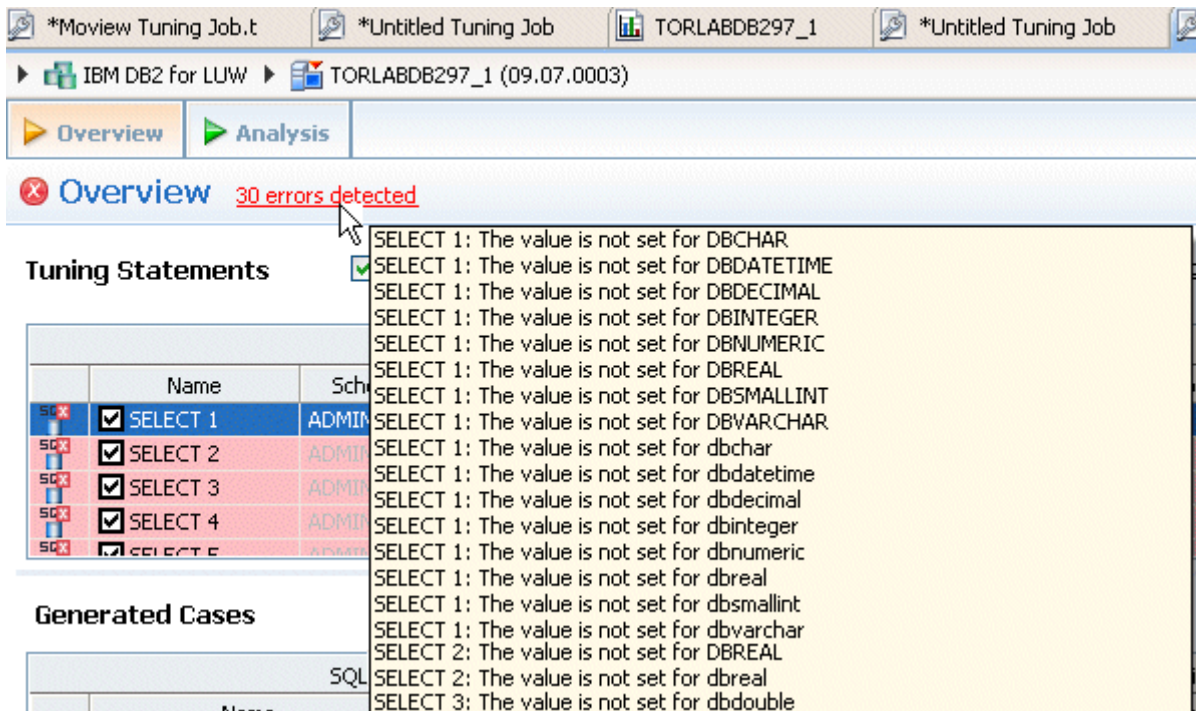 *Moview Tuning Job.t *Untitled Tuning Job TORLABDB297_1 *Untitled Tuning Job
IBM DB2 for LUW TORLABDB297_1 (09.07.0003)
Overview Analysis
Overview 30 errors detected
SELECT 1: The value is not set for DBCHAR
Tuning Statements SELECT 1: The value is not set for DBDATETIME
SELECT 1: The value is not set for DBDECIMAL
SELECT 1: The value is not set for DBINTEGER
SELECT 1: The value is not set for DBNUMERIC
SELECT 1: The value is not set for DBREAL
Name Sch SELECT 1: The value is not set for DBSMALLINT
SELECT 1 ADMIN SELECT 1: The value is not set for DBVARCHAR
SELECT 2 ADMIN SELECT 1: The value is not set for dbchar
SELECT 1: The value is not set for dbdatetime
SELECT 3 ADMIN SELECT 1: The value is not set for dbdecimal
SELECT 4 ADMIN SELECT 1: The value is not set for dbinteger
SELECT 5 ADMIN SELECT 1: The value is not set for dbnumeric
SELECT 1: The value is not set for dbreal
Generated Cases SELECT 1: The value is not set for dbsmallint
SELECT 1: The value is not set for dbvarchar
SELECT 2: The value is not set for DBREAL
SQL SELECT 2: The value is not set for dbreal
Name SELECT 3: The value is not set for dbdouble